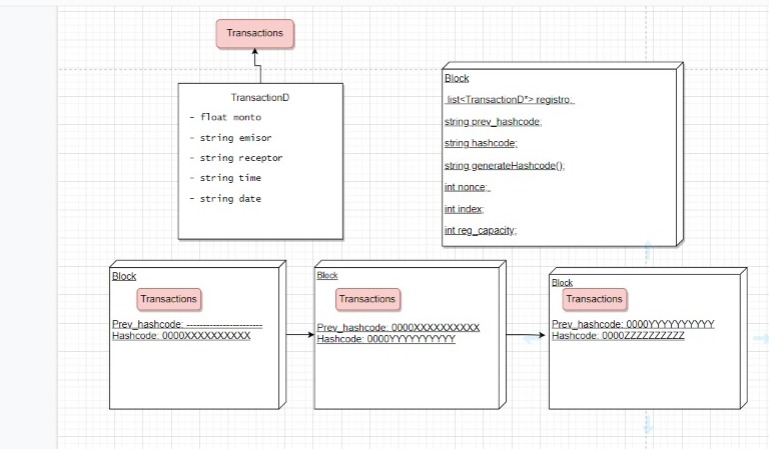 Transactions
TransactionD
- float monto
- string emisor
- string receptor
- string time
- string date
Block
list<TransactionD*> registro;
string prev_hashcode;
string hashcode;
string generateHashcode();
int nonce;
int index;
int reg_capacity;
Block
Transactions
Prev_hashcode: -----------------------
Hashcode: 0000XXXXXXXXXX
Block
Transactions
Prev_hashcode: 0000XXXXXXXXXX
Hashcode: 0000YYYYYYYYYY
Block
Transactions
Prev_hashcode: 0000YYYYYYYYYY
Hashcode: 0000ZZZZZZZZZZ